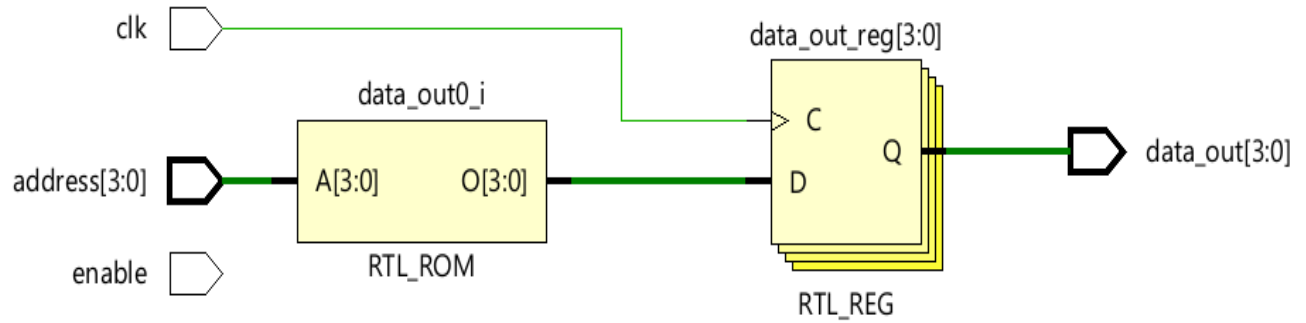 clk
data_out_reg[3:0]
data_out0_i
C
address[3:0]
A[3:0]
O[3:0]
D
Q
data_out[3:0]
enable
RTL_ROM
RTL_REG